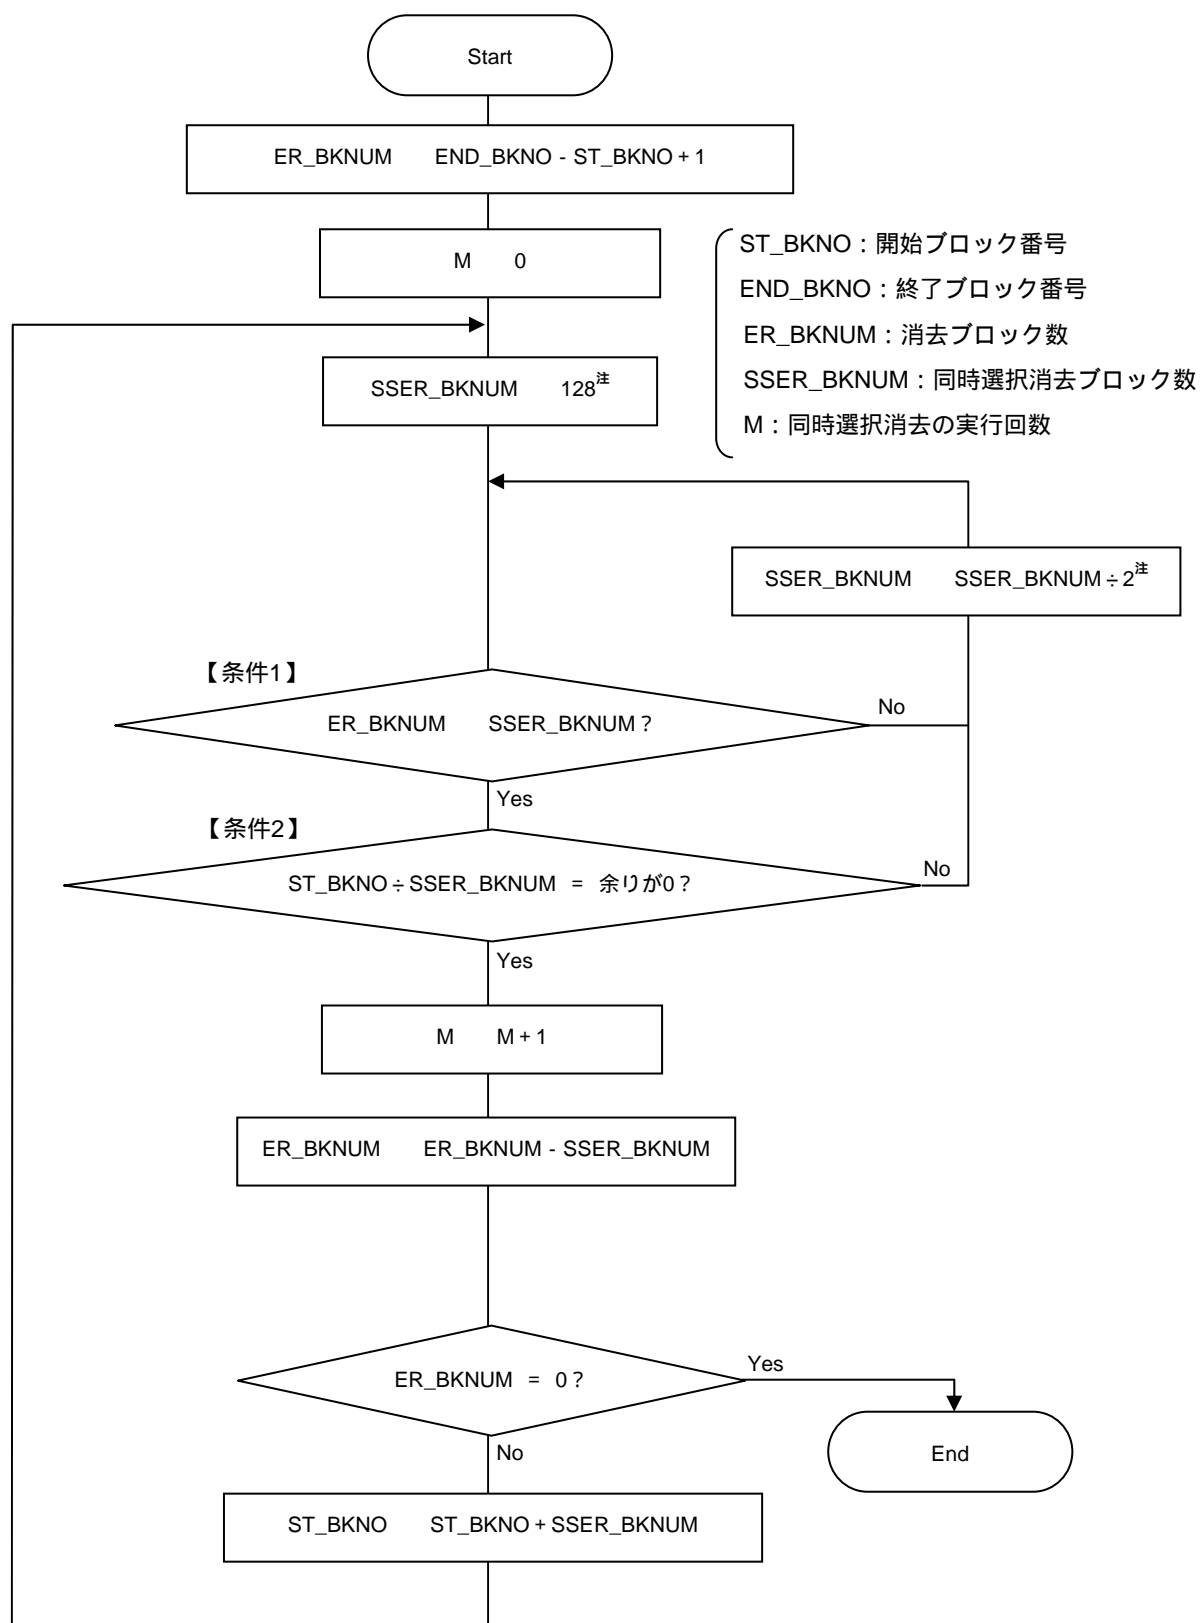 Start
ER_BKNUM END_BKNO - ST_BKNO + 1
M 0
ST_BKNO：開始ブロック番号
END_BKNO：終了ブロック番号
ER_BKNUM：消去ブロック数
SSER_BKNUM：同時選択消去ブロック数
M：同時選択消去の実行回数
SSER_BKNUM 128注
SSER_BKNUM SSER_BKNUM÷2注
【条件1】
ER_BKNUM SSER_BKNUM？
No
Yes
【条件2】
ST_BKNO÷SSER_BKNUM = 余りが0？
No
Yes
M M + 1
ER_BKNUM ER_BKNUM - SSER_BKNUM
ER_BKNUM = 0？
Yes
End
No
ST_BKNO ST_BKNO + SSER_BKNUM